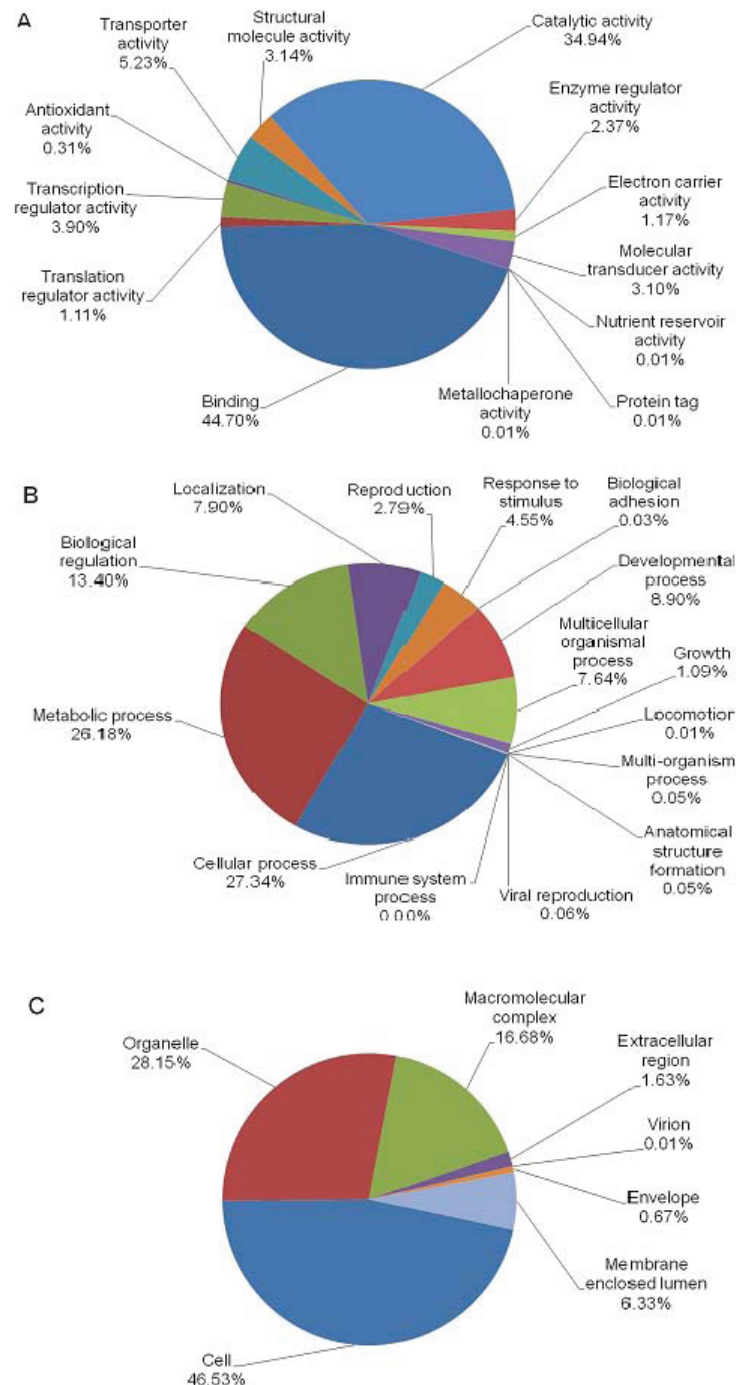 A
Structural
molecule activity
3.14%
Transporter
activity
5.23%
Catalytic activity
34.94%
Enzyme regulator
activity
2.37%
Antioxidant
activity
0.31%
Electron carrier
activity
1.17%
Transcription
regulator activity
3.90%
Molecular
transducer activity
3.10%
Translation
regulator activity
1.11%
Nutrient reservoir
activity
0.01%
Binding
44.70%
Metallochaperone
activity
0.01%
Protein tag
0.01%
B
Localization
7.90%
Reproduction
2.79%
Response to
stimulus
4.55%
Biological
adhesion
0.03%
Biological
regulation
13.40%
Developmental
process
8.90%
Multicellular
organismal
process
7.64%
Growth
1.09%
Metabolic process
26.18%
Locomotion
0.01%
Multi-organism
process
0.05%
Anatomical
structure
formation
0.05%
Cellular process
27.34%
Immune system
process
0.00%
Viral reproduction
0.06%
C
Macromolecular
complex
16.68%
Organelle
28.15%
Extracellular
region
1.63%
Virion
0.01%
Envelope
0.67%
Membrane
enclosed lumen
6.33%
Cell
46.53%